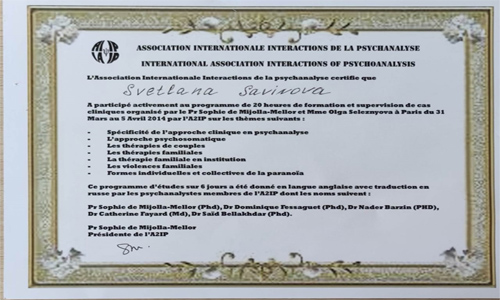 ASSOCIATION INTERNATIONALE INTERACTIONS DE LA PSYCHANALYSE
INTERNATIONAL ASSOCIATION INTERACTIONS OF PSYCHOANALYSIS
L'Association Internationale Interactions de la psychanalyse certifie que
Svetlana Savinova
A participé activement au programme de 20 heures de formation et supervision de cas
cliniques organisé par le Pr Sophie de Mijolla-Mellor et Mme Olga Seleznyova à Paris du 31
Mars au 5 Avril 2014 par l'A2IP sur les thèmes suivants :
- Spécificité de l'approche clinique en psychanalyse
- L'approche psychosomatique
- Les thérapies de couples
- Les thérapies familiales
- La thérapie familiale en institution
- Les violences familiales
- Formes individuelles et collectives de la paranoïa
Ce programme d'études sur 6 jours a été donné en langue anglaise avec traduction en
russe par les psychanalystes membres de l'A2IP dont les noms suivent :
Pr Sophie de Mijolla-Mellor (Phd), Dr Dominique Fessaguet (Phd), Dr Nader Barzin (PHD),
Dr Catherine Fayard (Md), Dr Saïd Bellakhdar (Phd).
Pr Sophie de Mijolla-Mellor
Présidente de l'A2IP